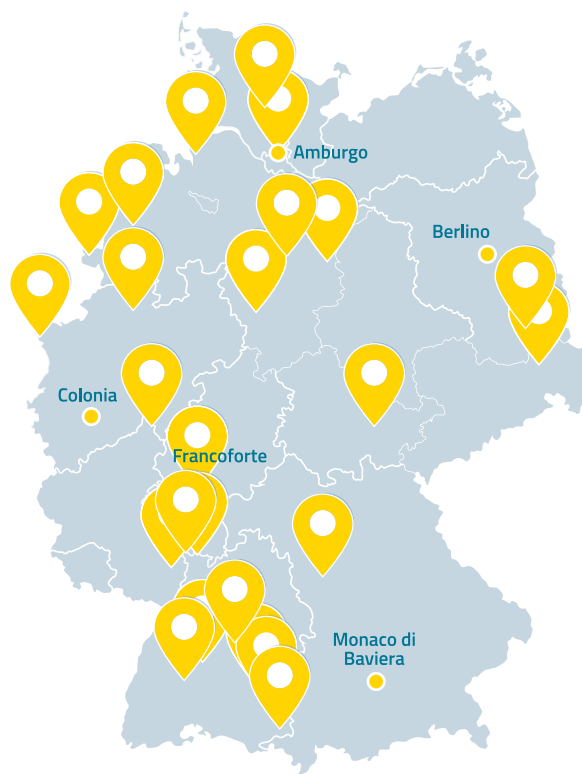 Amburgo
Berlino
Colonia
Francoforte
Monaco di
Baviera